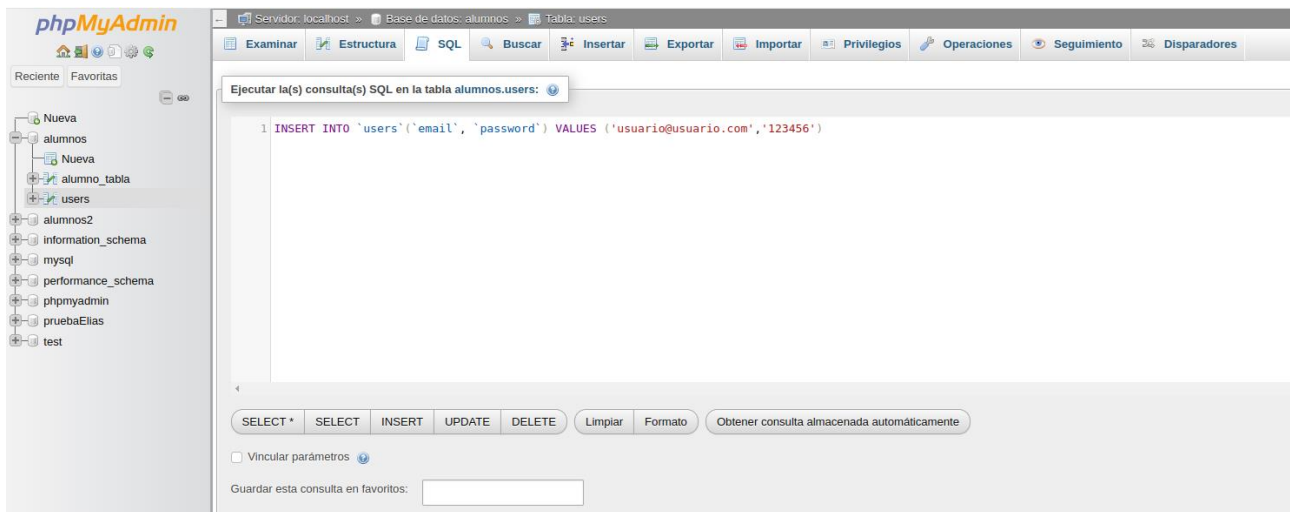 phpMyAdmin
Reciente Favoritas
Nueva
alumnos
Nueva
alumno_tabla
users
alumnos2
information_schema
mysql
performance_schema
phpmyadmin
pruebaElias
test
Servidor: localhost » Base de datos: alumnos » Tabla: users
Examinar Estructura SQL Buscar Insertar Exportar Importar Privilegios Operaciones Seguimiento Disparadores
Ejecutar la(s) consulta(s) SQL en la tabla alumnos.users:
1 INSERT INTO `users`(`email`, `password`) VALUES ('usuario@usuario.com','123456')
SELECT * SELECT INSERT UPDATE DELETE Limpiar Formato Obtener consulta almacenada automáticamente
Vincular parámetros
Guardar esta consulta en favoritos: